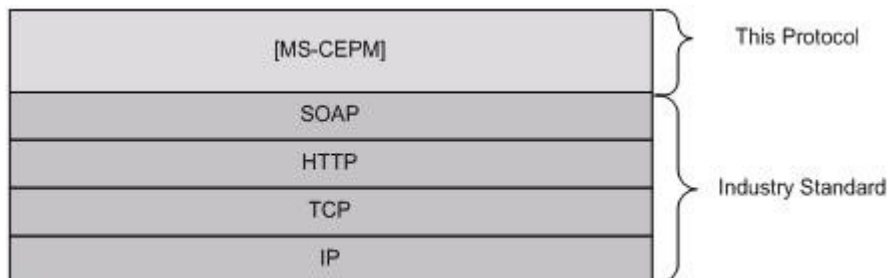 [MS-CEPM]
This Protocol
SOAP
HTTP
TCP
IP
Industry Standard